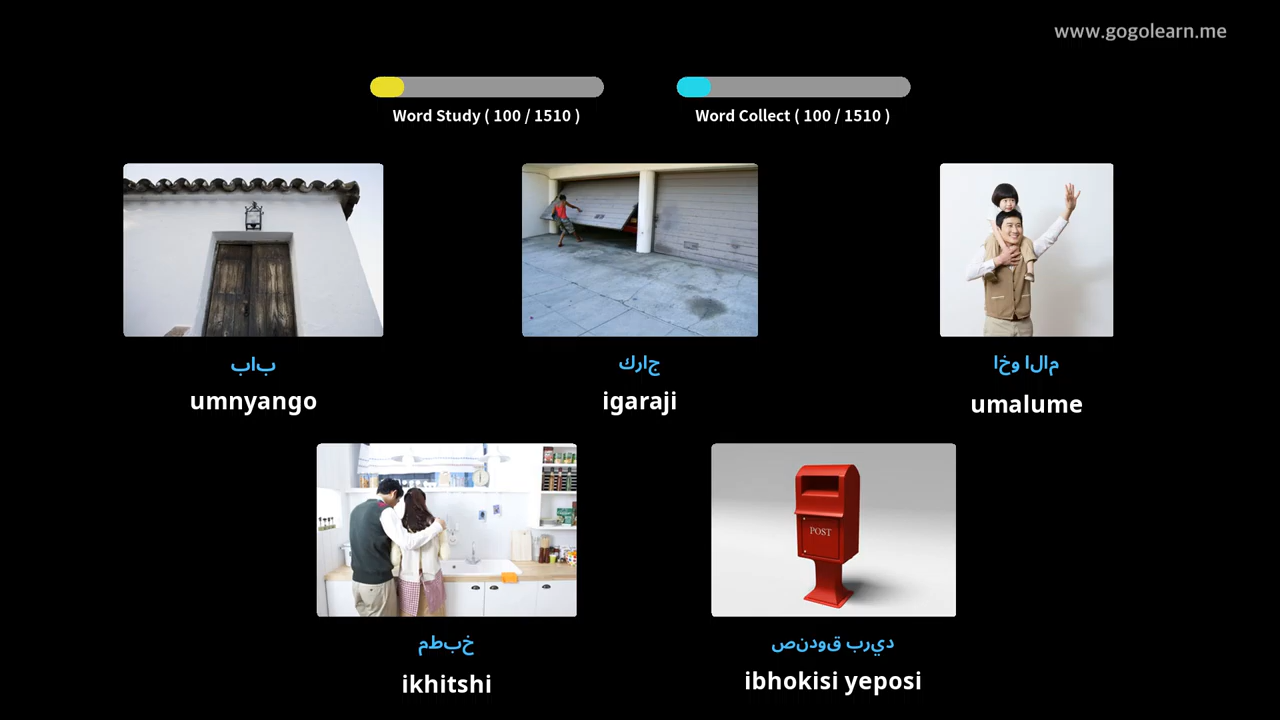 www.gogolearn.me
Word Study ( 100 / 1510 )
Word Collect ( 100 / 1510 )
باب
umnyango
كراج
igaraji
اخو الام
umalume
مطبخ
ikhitshi
POST
صندوق بريد
ibhokisi yeposi